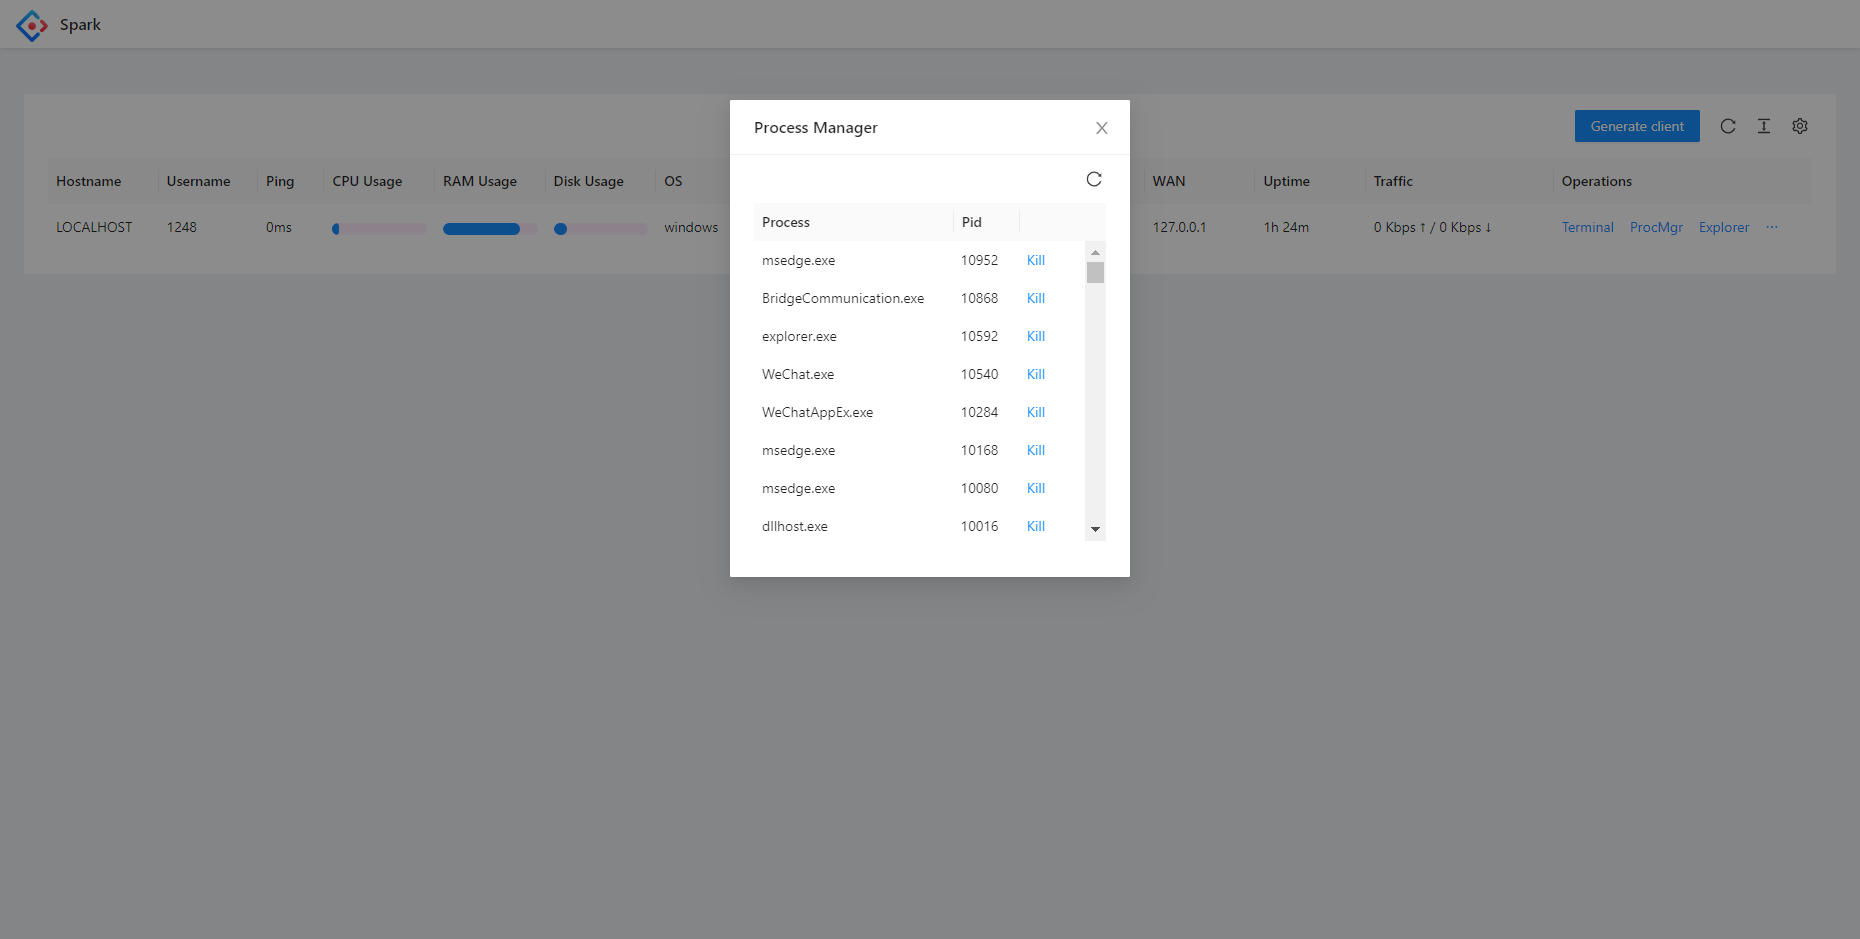 Spark
Generate client
Hostname Username Ping CPU Usage RAM Usage Disk Usage OS WAN Uptime Traffic Operations
LOCALHOST 1248 0ms windows 127.0.0.1 1h 24m 0 Kbps ↑ / 0 Kbps ↓ Terminal ProcMgr Explorer ···
Process Manager
Process Pid
msedge.exe 10952 Kill
BridgeCommunication.exe 10868 Kill
explorer.exe 10592 Kill
WeChat.exe 10540 Kill
WeChatAppEx.exe 10284 Kill
msedge.exe 10168 Kill
msedge.exe 10080 Kill
dllhost.exe 10016 Kill